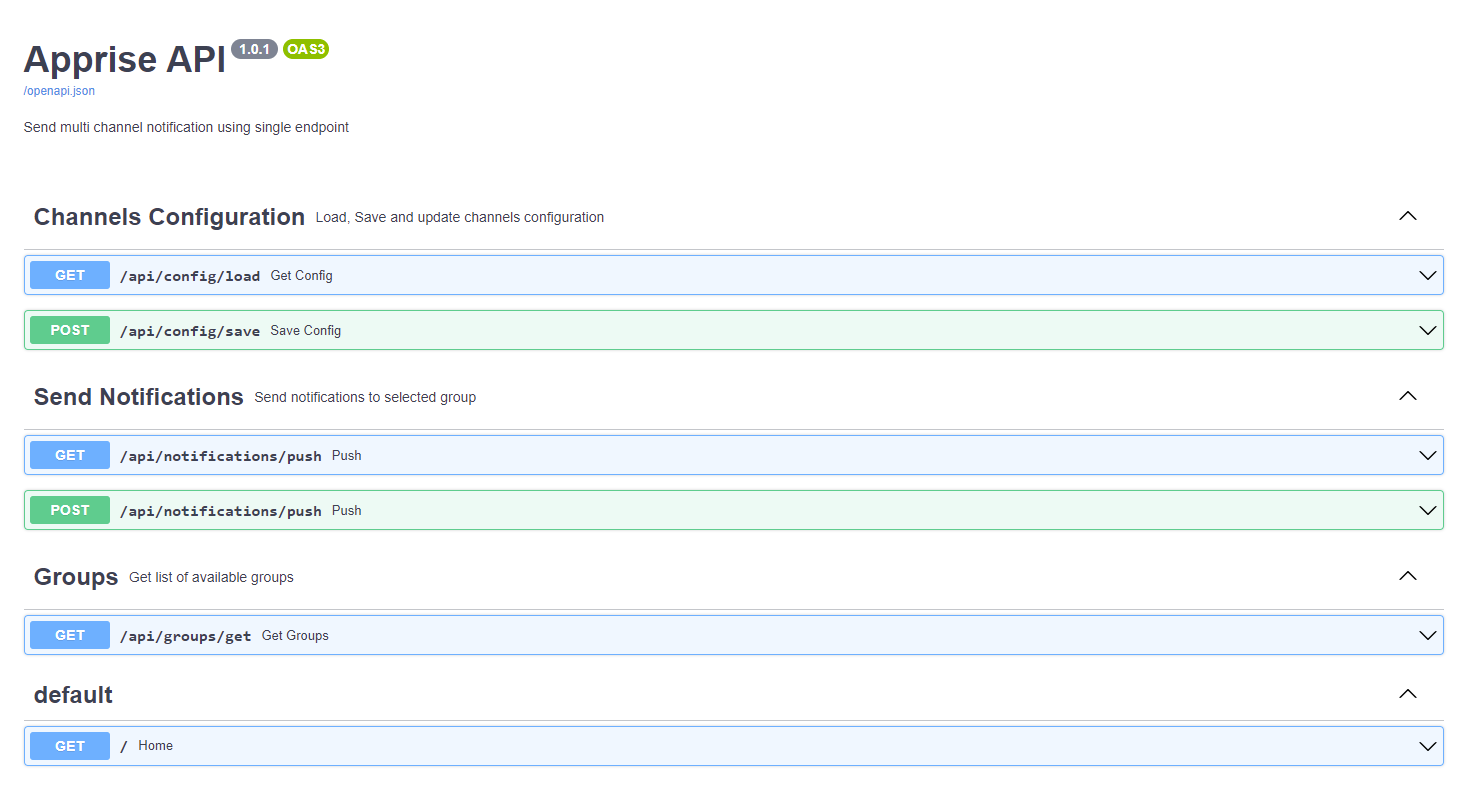 Apprise API 1.0.1 OAS3
/openapi.json
Send multi channel notification using single endpoint
Channels Configuration Load, Save and update channels configuration
GET /api/config/load Get Config
POST /api/config/save Save Config
Send Notifications Send notifications to selected group
GET /api/notifications/push Push
POST /api/notifications/push Push
Groups Get list of available groups
GET /api/groups/get Get Groups
default
GET / Home